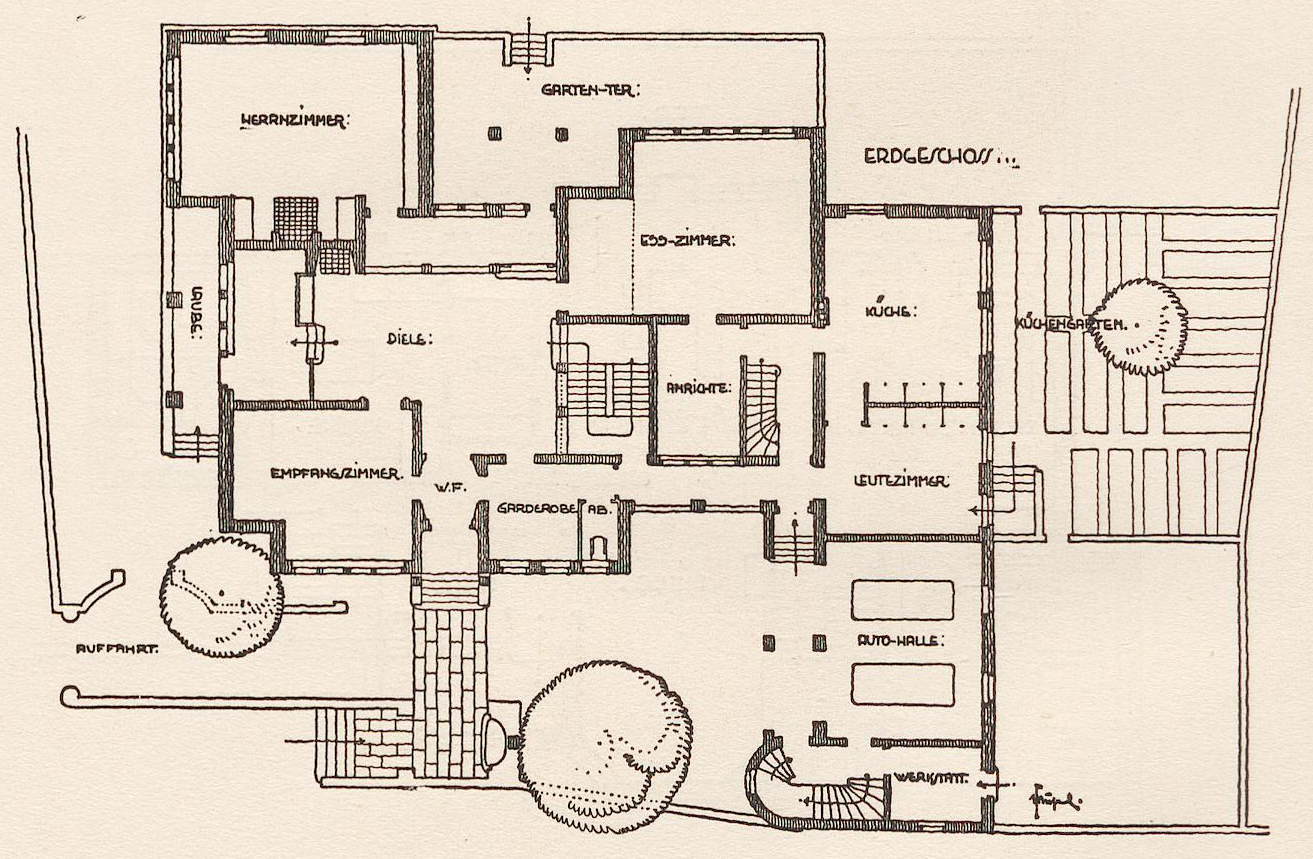 GARTEN-TER:
HERRNZIMMER:
ERDGESCHOSS...
ESS-ZIMMER:
LAUBE:
KÜCHE:
KÜCHENGARTEN.
DIELE:
ANRICHTE:
EMPFANGSZIMMER.
W.F.
LEUTEZIMMER:
GARDEROBE
AB.
AUFFAHRT.
AUTO-HALLE:
WERKSTATT.